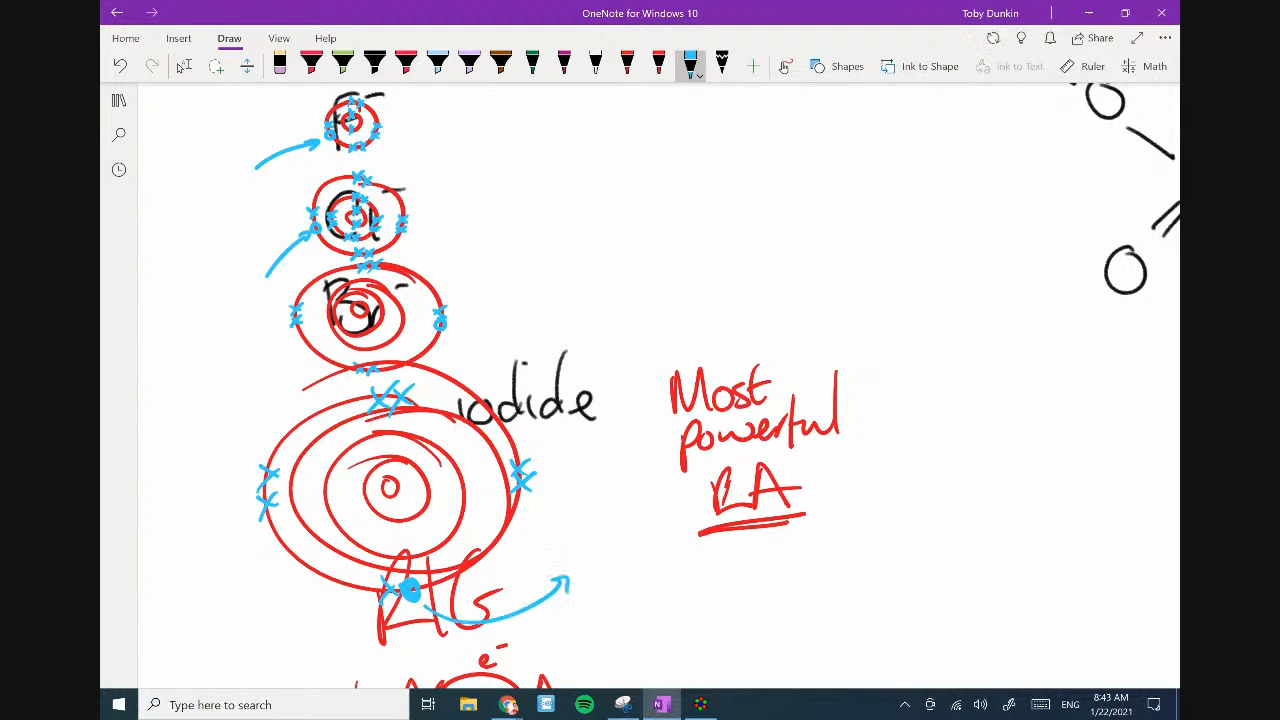 OneNote for Windows 10
Toby Dunkin
Home Insert Draw View Help
Share
Shapes
Ink to Shape
Ink to Text
Ruler
Math
F-
Cl-
Br-
iodide
Most
powerful
RA
e-
O
O
Type here to search
ENG
8:43 AM
1/22/2021